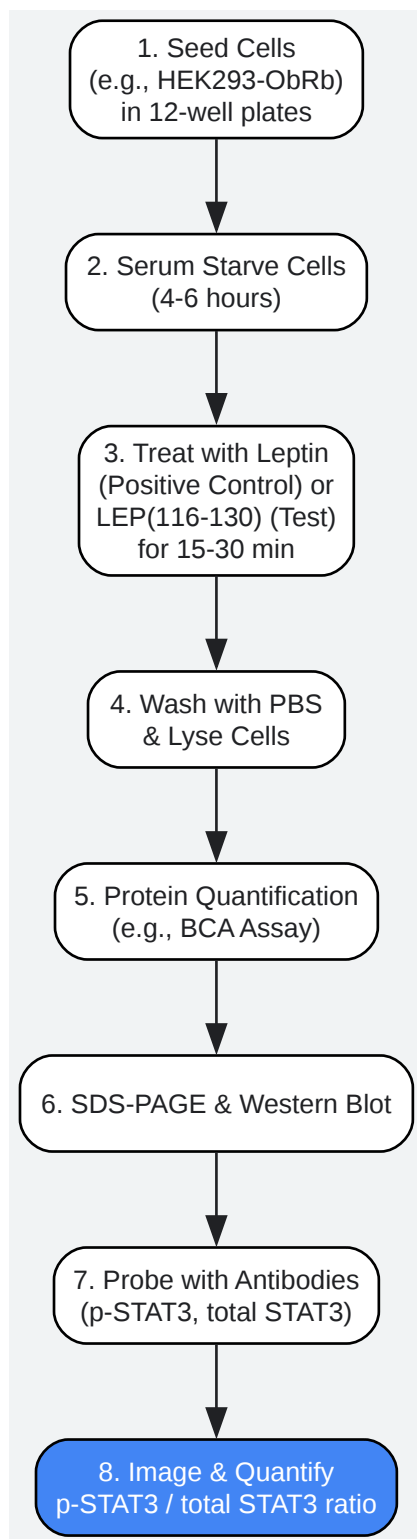 1. Seed Cells
(e.g., HEK293-ObRb)
in 12-well plates
2. Serum Starve Cells
(4-6 hours)
3. Treat with Leptin
(Positive Control) or
LEP(116-130) (Test)
for 15-30 min
4. Wash with PBS
& Lyse Cells
5. Protein Quantification
(e.g., BCA Assay)
6. SDS-PAGE & Western Blot
7. Probe with Antibodies
(p-STAT3, total STAT3)
8. Image & Quantify
p-STAT3 / total STAT3 ratio